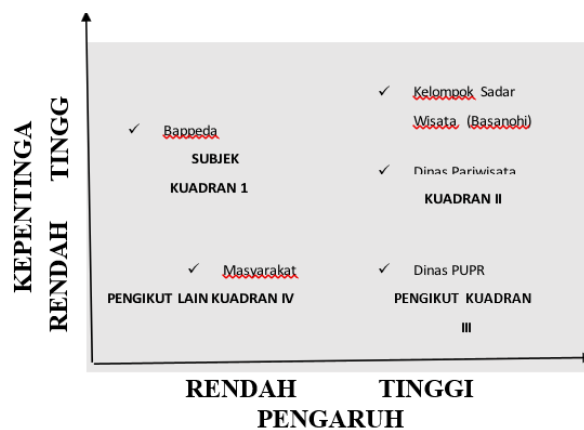 KEPENTINGA
RENDAH TINGG
✓ Bappeda
SUBJEK
KUADRAN 1
✓ Kelompok Sadar
Wisata (Basanohi)
✓ Dinas Pariwisata
KUADRAN II
✓ Masyarakat
PENGIKUT LAIN KUADRAN IV
✓ Dinas PUPR
PENGIKUT KUADRAN
III
RENDAH TINGGI
PENGARUH